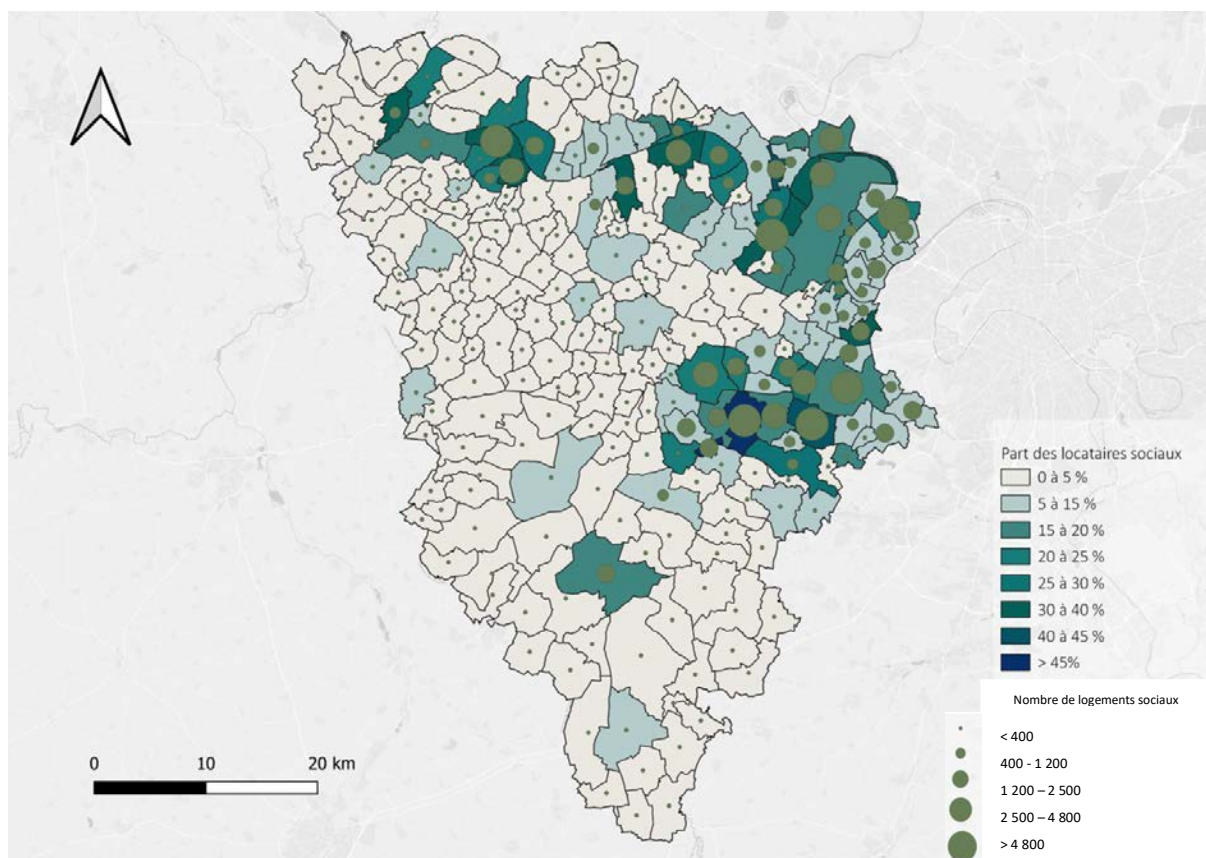 Part des locataires sociaux
0 à 5 %
5 à 15 %
15 à 20 %
20 à 25 %
25 à 30 %
30 à 40 %
40 à 45 %
> 45%
Nombre de logements sociaux
< 400
400 - 1 200
1 200 – 2 500
2 500 – 4 800
> 4 800
0 10 20 km